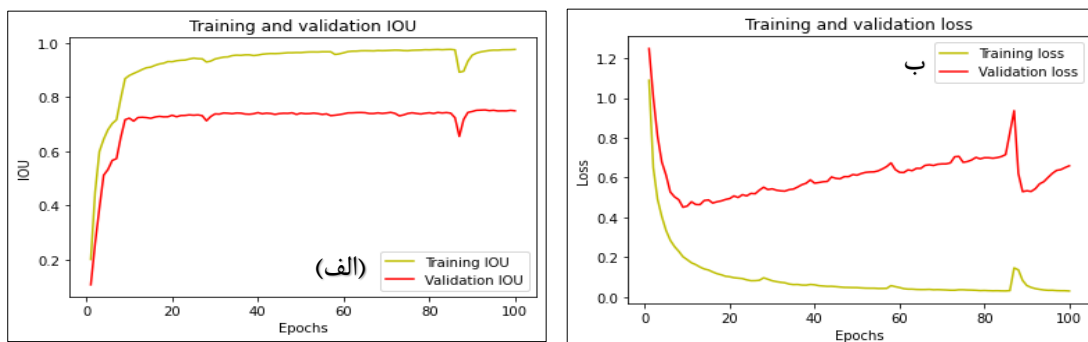 Training and validation IOU
1.0
0.8
0.6
0.4
0.2
IOU
(الف)
Training IOU
Validation IOU
0 20 40 60 80 100
Epochs
Training and validation loss
1.2
1.0
0.8
0.6
0.4
0.2
0.0
Loss
ب
Training loss
Validation loss
0 20 40 60 80 100
Epochs